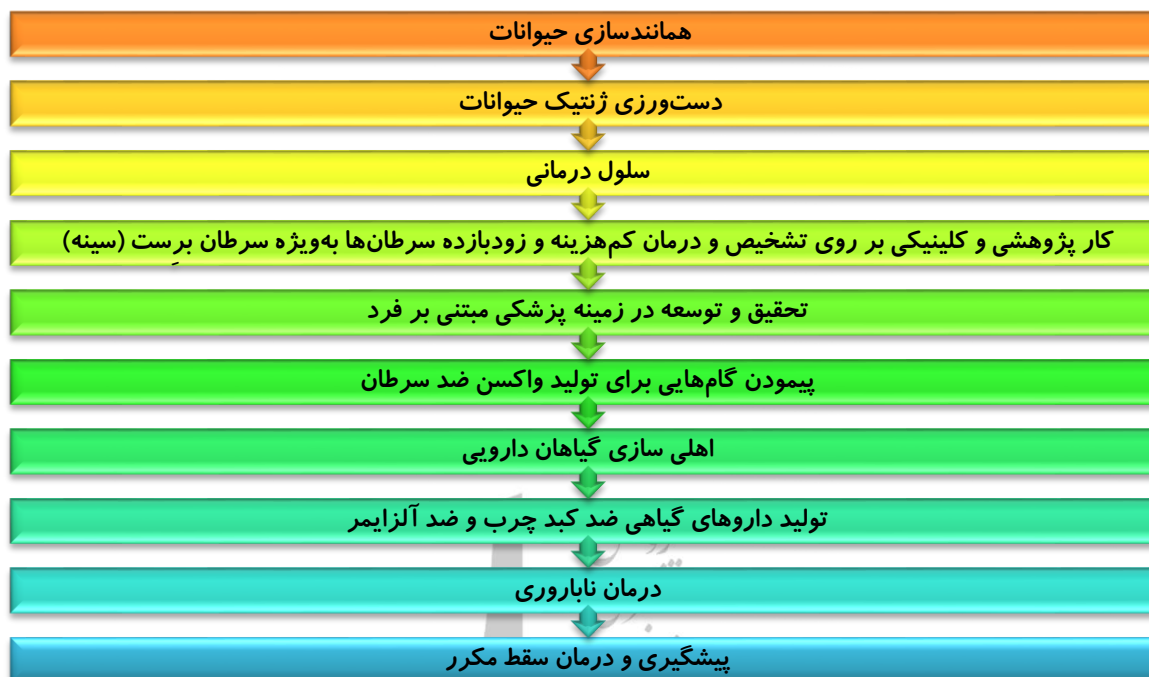 همانندسازی حیوانات
دست‌ورزی ژنتیک حیوانات
سلول درمانی
کار پژوهشی و کلینیکی بر روی تشخیص و درمان کم‌هزینه و زودبازده سرطان‌ها به‌ویژه سرطان برِست (سینه)
تحقیق و توسعه در زمینه پزشکی مبتنی بر فرد
پیمودن گام‌هایی برای تولید واکسن ضد سرطان
اهلی سازی گیاهان دارویی
تولید داروهای گیاهی ضد کبد چرب و ضد آلزایمر
درمان ناباروری
پیشگیری و درمان سقط مکرر